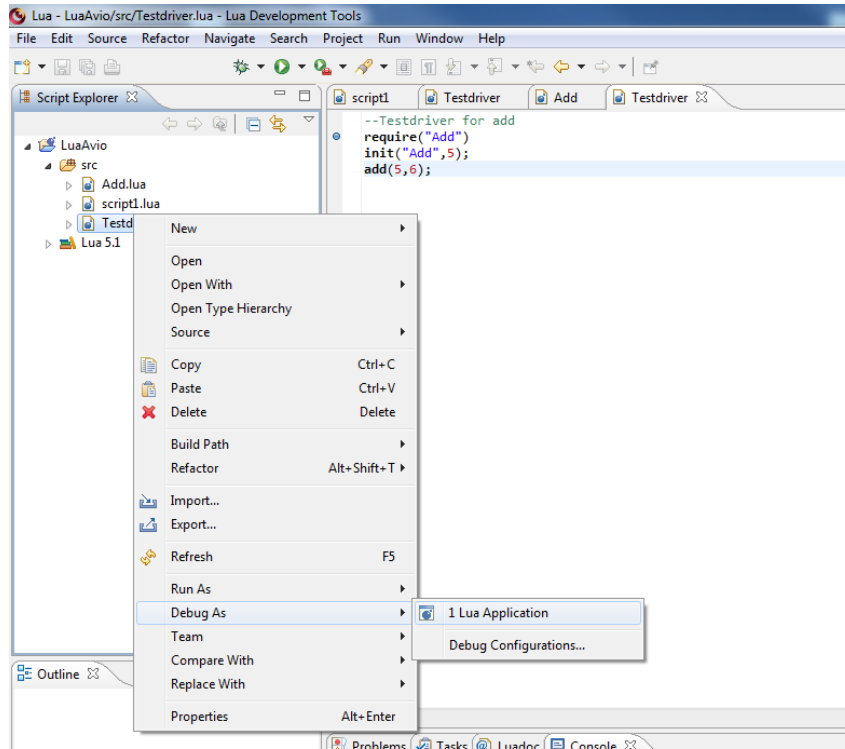 Lua - LuaAvio/src/Testdriver.lua - Lua Development Tools
File Edit Source Refactor Navigate Search Project Run Window Help
Script Explorer
script1 Testdriver Add Testdriver
--Testdriver for add
require("Add")
init("Add",5);
add(5,6);
LuaAvio
src
Add.lua
script1.lua
Testd
Lua 5.1
New
Open
Open With
Open Type Hierarchy
Source
Copy Ctrl+C
Paste Ctrl+V
Delete Delete
Build Path
Refactor Alt+Shift+T
Import...
Export...
Refresh F5
Run As
Debug As
1 Lua Application
Debug Configurations...
Team
Compare With
Replace With
Properties Alt+Enter
Outline
Problems Tasks Luadoc Console